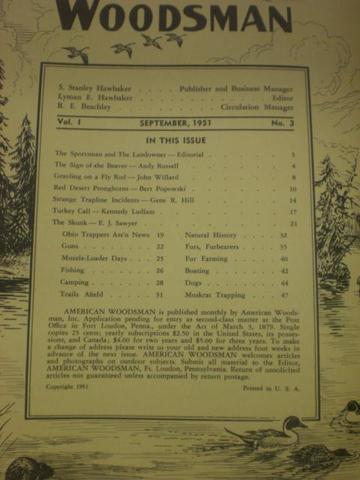 WOODSMAN
S. Stanley Hawbaker . . . . . Publisher and Business Manager
Lyman E. Hawbaker . . . . . . . . . . . . . . Editor
R. E. Beachley . . . . . . . . . . Circulation Manager
Vol. 1 SEPTEMBER, 1951 No. 3
IN THIS ISSUE
The Sportsman and The Landowner—Editorial . . . . . . 3
The Sign of the Beaver—Andy Russell . . . . . . . . 4
Grayling on a Fly Rod—John Willard . . . . . . . . 8
Red Desert Pronghorns—Bert Popowski . . . . . . . . 10
Strange Trapline Incidents—Gene R. Hill . . . . . . . 14
Turkey Call—Kennedy Ludlam . . . . . . . . . . 17
The Skunk—E. J. Sawyer . . . . . . . . . . . 21
Ohio Trappers Ass'n News 19 Natural History . . . 32
Guns . . . . . . 22 Furs, Furbearers . . . 35
Muzzle-Loader Days . . 25 Fur Farming . . . . 40
Fishing . . . . . 26 Boating . . . . . 42
Camping . . . . . 28 Dogs . . . . . . 44
Trails Afield . . . . 31 Muskrat Trapping . . 47
AMERICAN WOODSMAN is published monthly by American Woods-
man, Inc. Application pending for entry as second-class matter at the Post
Office in Fort Loudon, Penna., under the Act of March 3, 1879. Single
copies 25 cents; yearly subscriptions $2.50 in the United States, its posses-
sions, and Canada; $4.00 for two years and $5.00 for three years. To make
a change of address please write us your old and new address four weeks in
advance of the next issue. AMERICAN WOODSMAN welcomes articles
and photographs on outdoor subjects. Submit all material to the Editor,
AMERICAN WOODSMAN, Ft. Loudon, Pennsylvania. Return of unsolicited
articles not guaranteed unless accompanied by return postage.
Copyright 1951 Printed in U. S. A.